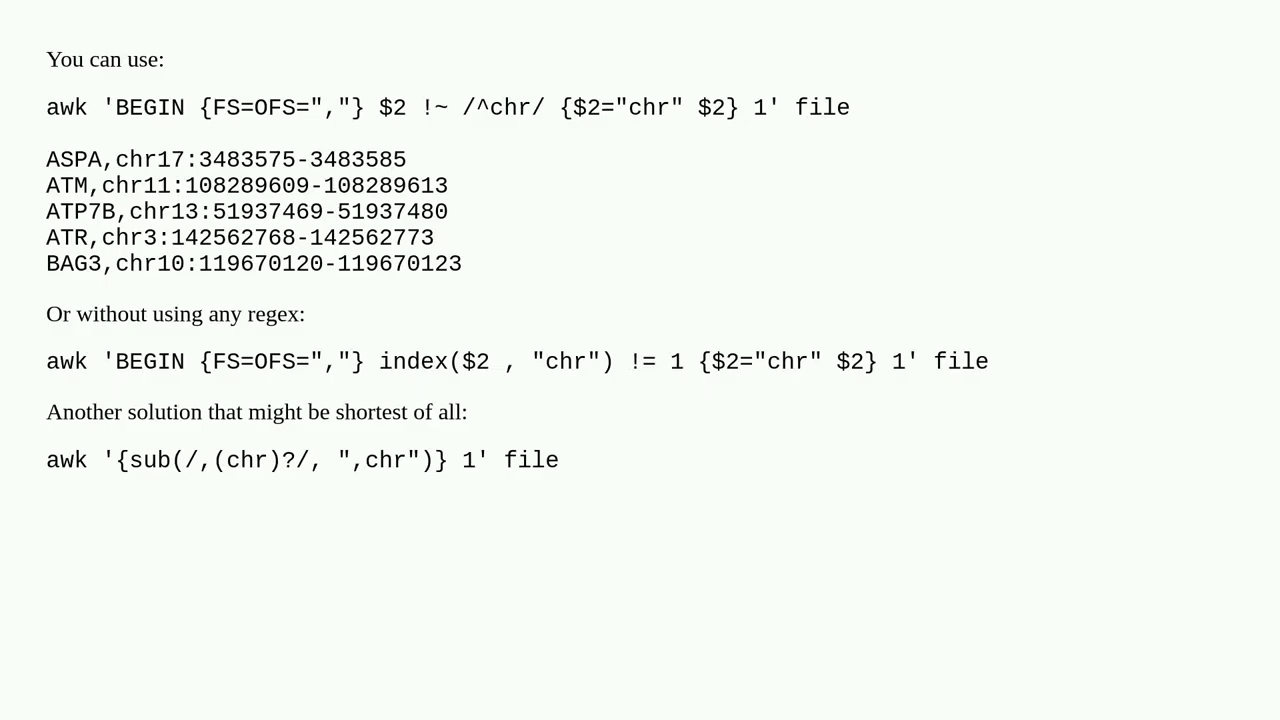 You can use:
awk 'BEGIN {FS=OFS=","} $2 !~ /^chr/ {$2="chr" $2} 1' file
ASPA,chr17:3483575-3483585
ATM,chr11:108289609-108289613
ATP7B,chr13:51937469-51937480
ATR,chr3:142562768-142562773
BAG3,chr10:119670120-119670123
Or without using any regex:
awk 'BEGIN {FS=OFS=","} index($2 , "chr") != 1 {$2="chr" $2} 1' file
Another solution that might be shortest of all:
awk '{sub(/,(chr)?/, ",chr")} 1' file